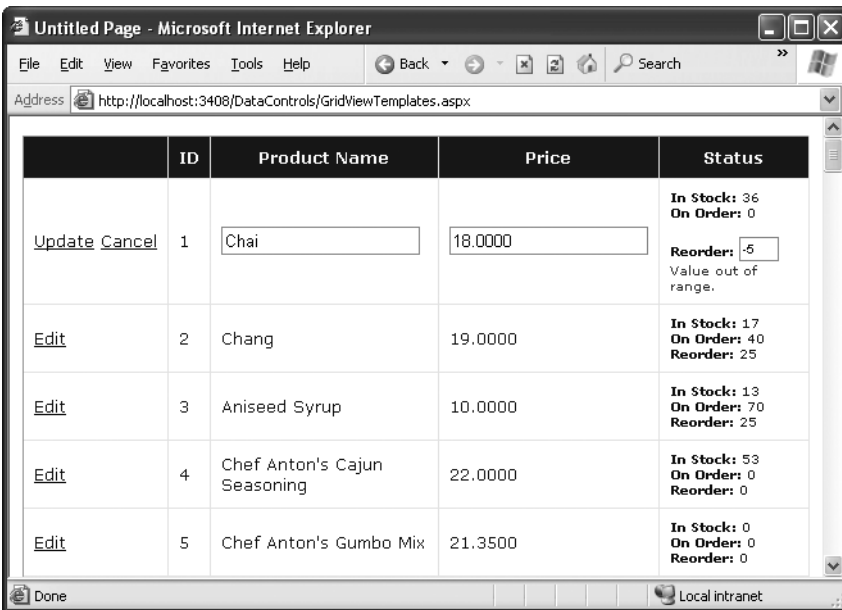 Untitled Page - Microsoft Internet Explorer
File Edit View Favorites Tools Help Back Search »
Address http://localhost:3408/DataControls/GridViewTemplates.aspx
ID Product Name Price Status
Update Cancel 1 Chai 18.0000
In Stock: 36
On Order: 0
Reorder: -5
Value out of
range.
Edit 2 Chang 19.0000
In Stock: 17
On Order: 40
Reorder: 25
Edit 3 Aniseed Syrup 10.0000
In Stock: 13
On Order: 70
Reorder: 25
Edit 4 Chef Anton's Cajun
Seasoning 22.0000
In Stock: 53
On Order: 0
Reorder: 0
Edit 5 Chef Anton's Gumbo Mix 21.3500
In Stock: 0
On Order: 0
Reorder: 0
Done Local intranet